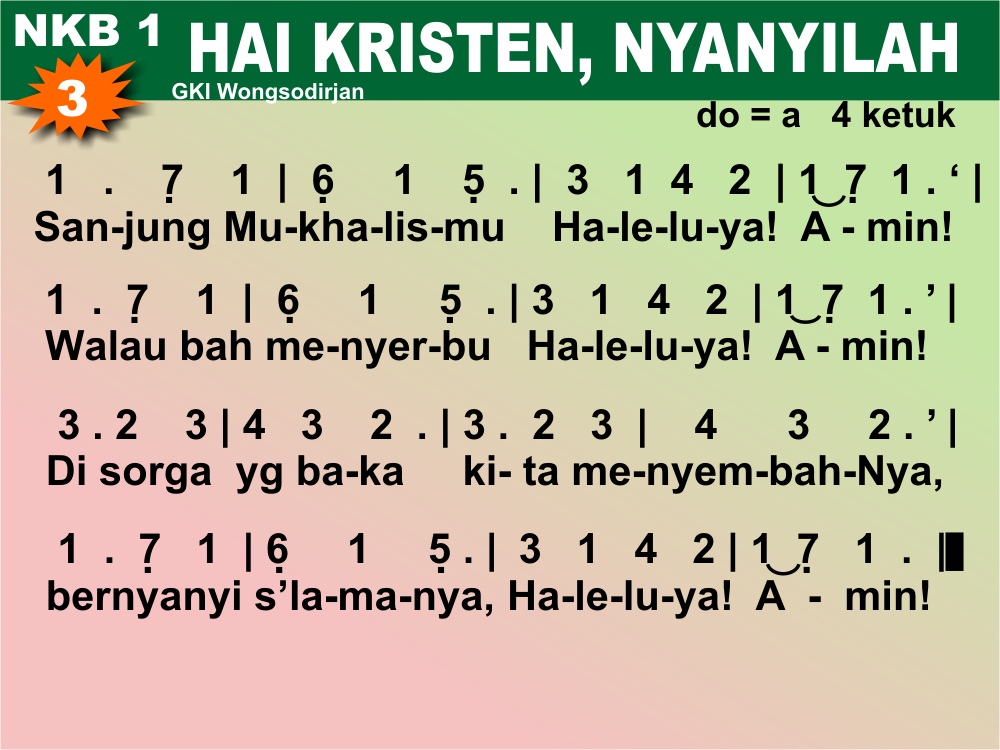 NKB 1
HAI KRISTEN, NYANYILAH
3
GKI Wongsodirjan
do = a 4 ketuk
1 . 7̣ 1 | 6̣ 1 5̣ . | 3 1 4 2 | 1 7̣ 1 . ‘ |
San-jung Mu-kha-lis-mu Ha-le-lu-ya! A - min!
1 . 7̣ 1 | 6̣ 1 5̣ . | 3 1 4 2 | 1 7̣ 1 . ’ |
Walau bah me-nyer-bu Ha-le-lu-ya! A - min!
3 . 2 3 | 4 3 2 . | 3 . 2 3 | 4 3 2 . ’ |
Di sorga yg ba-ka ki- ta me-nyem-bah-Nya,
1 . 7̣ 1 | 6̣ 1 5̣ . | 3 1 4 2 | 1 7̣ 1 . |█
bernyanyi s’la-ma-nya, Ha-le-lu-ya! A - min!